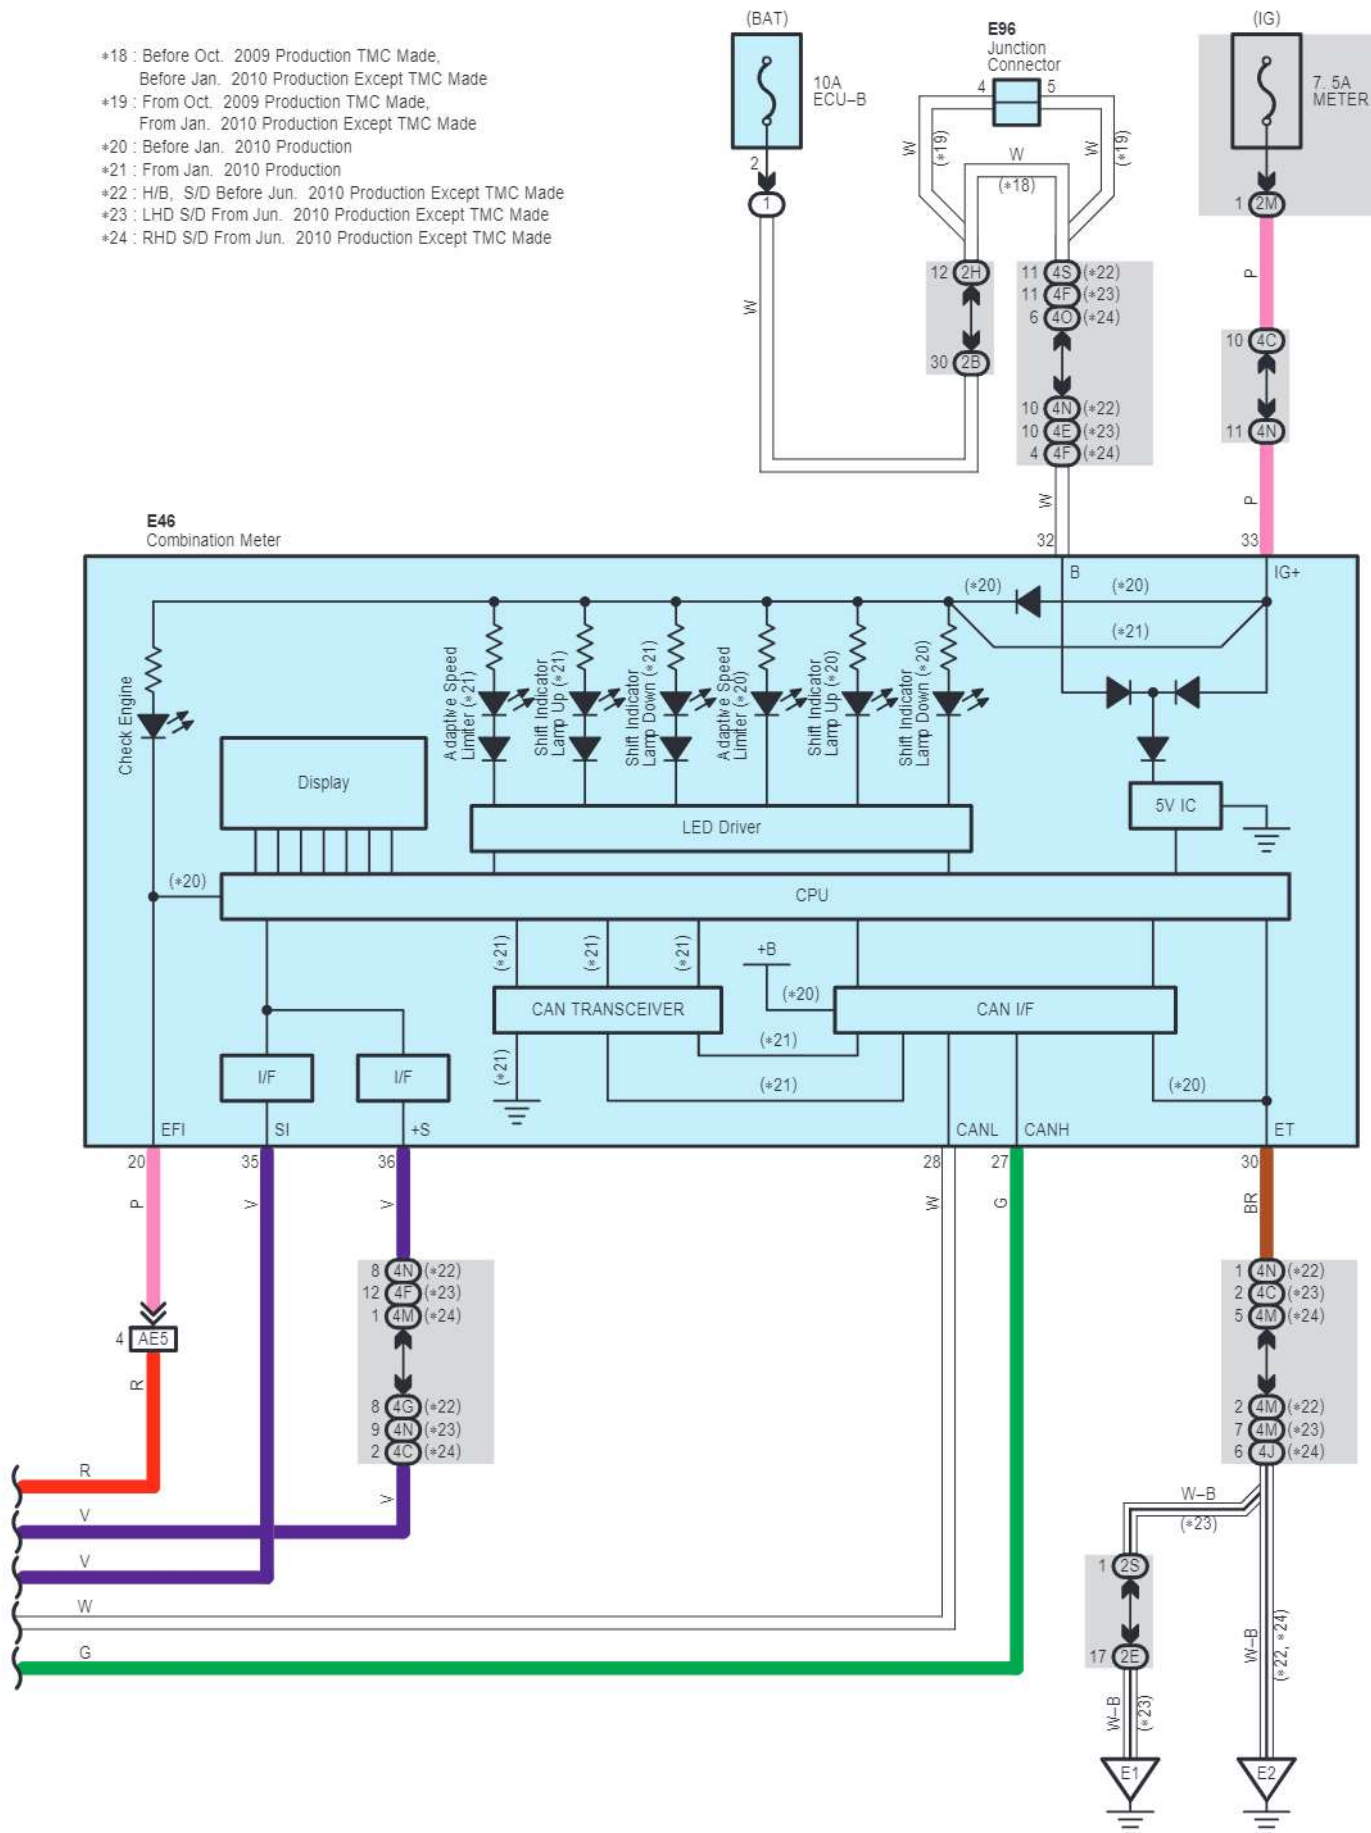 *18 : Before Oct. 2009 Production TMC Made,
Before Jan. 2010 Production Except TMC Made
*19 : From Oct. 2009 Production TMC Made,
From Jan. 2010 Production Except TMC Made
*20 : Before Jan. 2010 Production
*21 : From Jan. 2010 Production
*22 : H/B, S/D Before Jun. 2010 Production Except TMC Made
*23 : LHD S/D From Jun. 2010 Production Except TMC Made
*24 : RHD S/D From Jun. 2010 Production Except TMC Made
(BAT)
10A
ECU-B
2
1
W
E96
Junction
Connector
4
5
W
(*19)
W
(*18)
W
(*19)
(IG)
7. 5A
METER
1 2M
P
12 2H
30 2B
11 4S (*22)
11 4F (*23)
6 4O (*24)
10 4N (*22)
10 4E (*23)
4 4F (*24)
10 4C
11 4N
W
P
32
33
E46
Combination Meter
B
IG+
(*20)
(*20)
(*21)
Check Engine
Adaptive Speed
Limiter (*21)
Shift Indicator
Lamp Up (*21)
Shift Indicator
Lamp Down (*21)
Adaptive Speed
Limiter (*20)
Shift Indicator
Lamp Up (*20)
Shift Indicator
Lamp Down (*20)
Display
LED Driver
5V IC
(*20)
CPU
(*21)
(*21)
(*21)
+B
(*20)
CAN TRANSCEIVER
CAN I/F
(*21)
(*21)
(*21)
(*20)
I/F
I/F
EFI
SI
+S
CANL
CANH
ET
20
35
36
28
27
30
P
V
V
W
G
BR
8 4N (*22)
12 4F (*23)
1 4M (*24)
8 4G (*22)
9 4N (*23)
2 4C (*24)
1 4N (*22)
2 4C (*23)
5 4M (*24)
2 4M (*22)
7 4M (*23)
6 4J (*24)
4 AE5
R
V
R
V
V
W
G
W-B
(*23)
1 2S
17 2E
W-B
(*23)
W-B
(*22, *24)
E1
E2